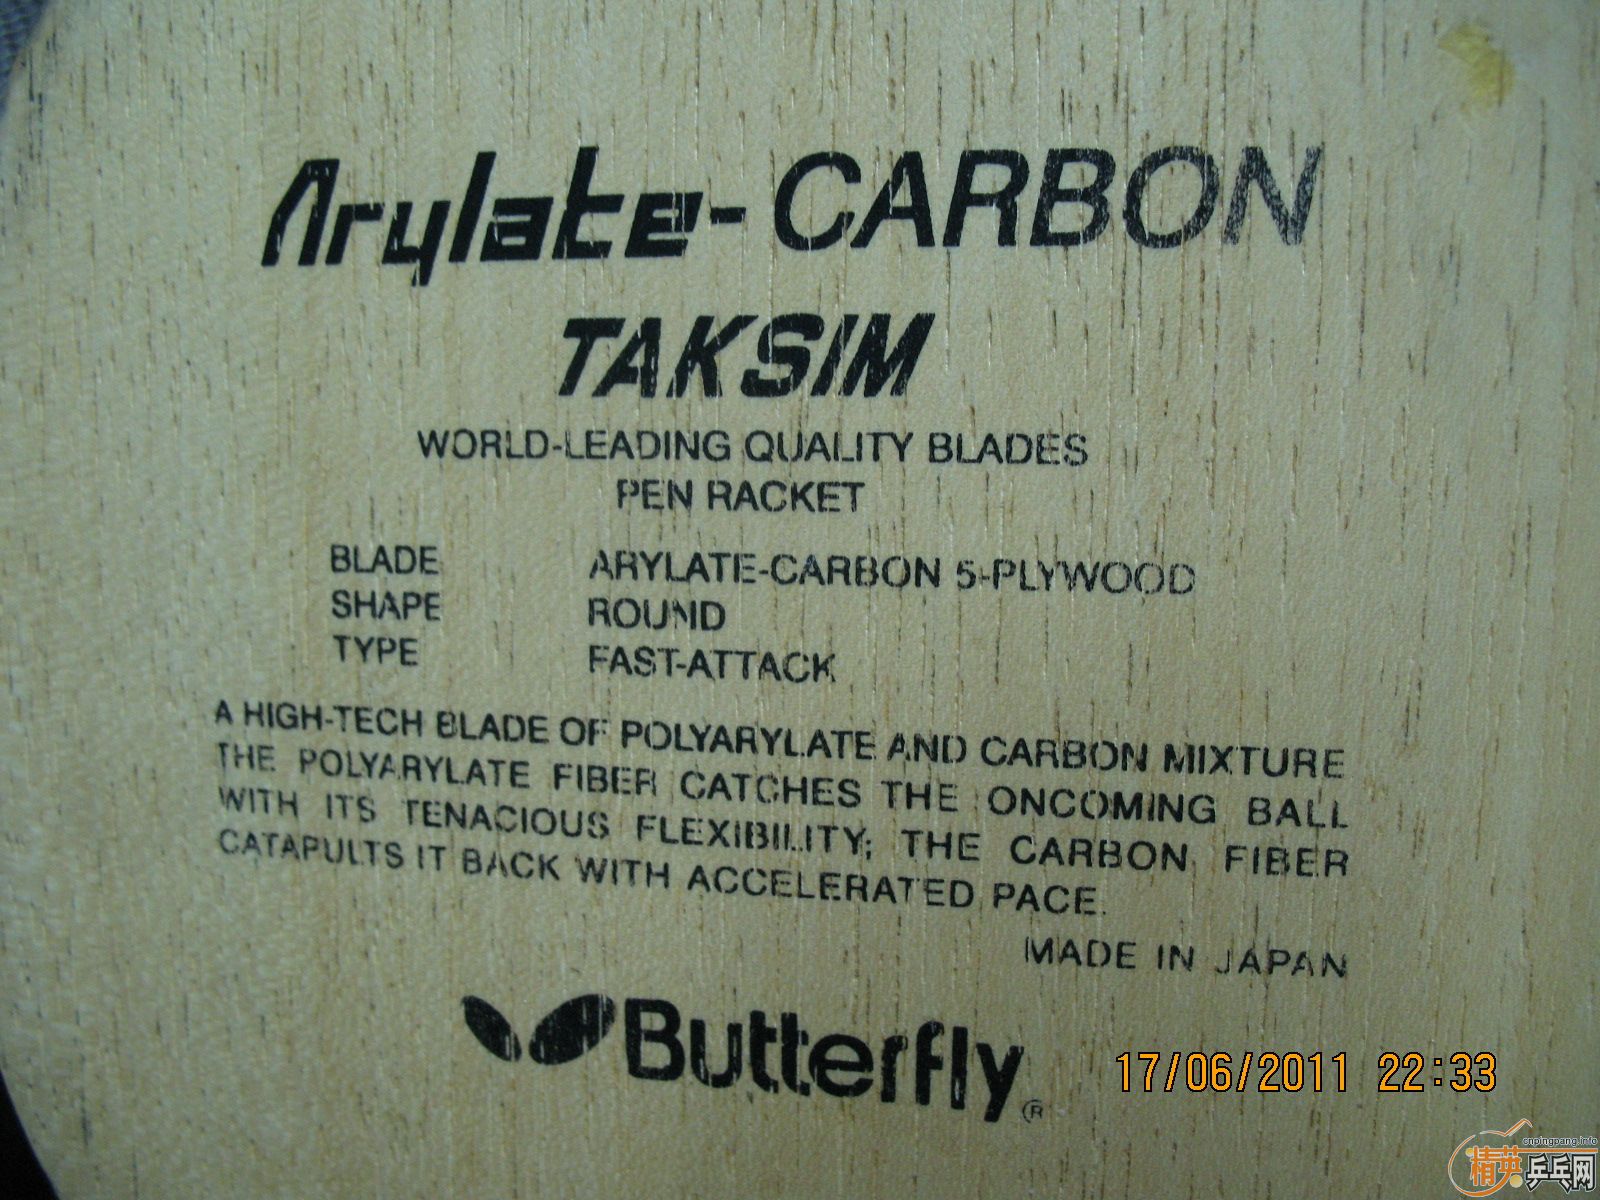 Arylate-CARBON
TAKSIM
WORLD-LEADING QUALITY BLADES
PEN RACKET
BLADE ARYLATE-CARBON 5-PLYWOOD
SHAPE ROUND
TYPE FAST-ATTACK
A HIGH-TECH BLADE OF POLYARYLATE AND CARBON MIXTURE
THE POLYARYLATE FIBER CATCHES THE ONCOMING BALL
WITH ITS TENACIOUS FLEXIBILITY; THE CARBON FIBER
CATAPULTS IT BACK WITH ACCELERATED PACE.
MADE IN JAPAN
Butterfly®
17/06/2011 22:33
cnpingpang.info
精英乒乓网